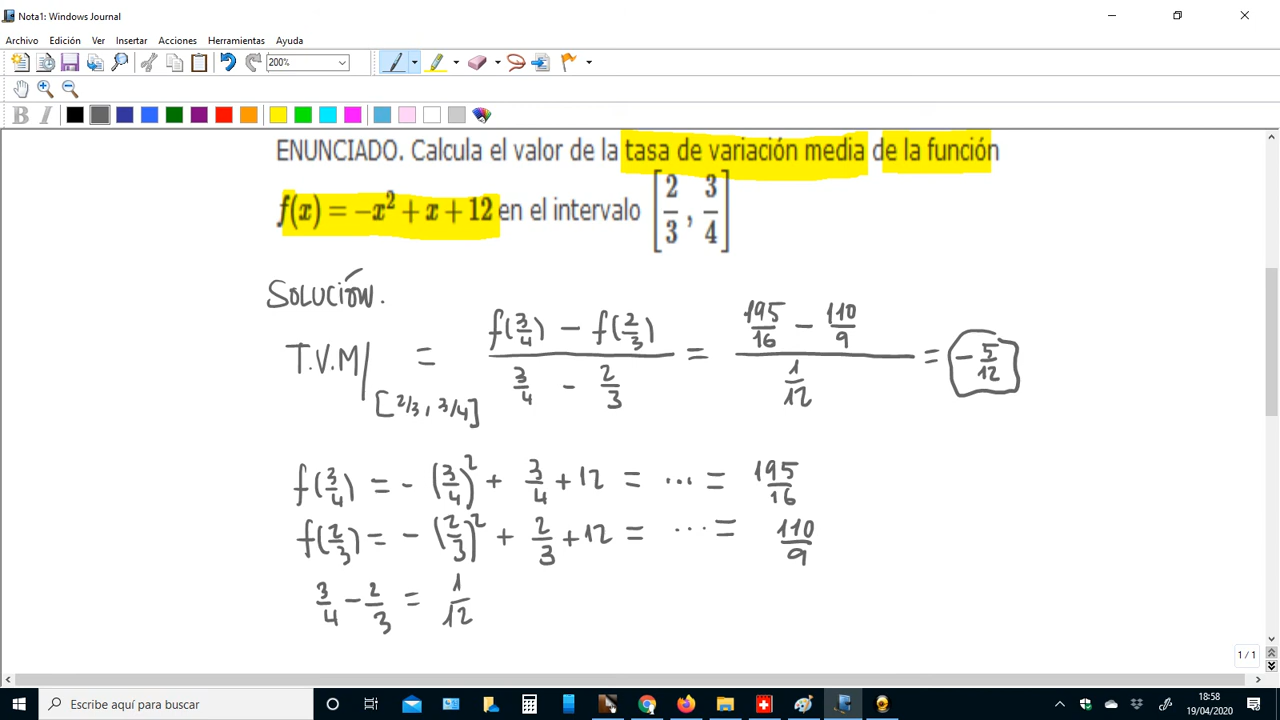 Nota1: Windows Journal
Archivo Edición Ver Insertar Acciones Herramientas Ayuda
200%
B I
ENUNCIADO. Calcula el valor de la tasa de variación media de la función
f(x) = −x² + x + 12 en el intervalo [2/3, 3/4]
SOLUCIÓN.
T.V.M/[2/3, 3/4] = (f(3/4) − f(2/3))/(3/4 - 2/3) = (195/16 − 110/9)/(1/12) = −5/12
f(3/4) = −(3/4)² + 3/4 + 12 = ... = 195/16
f(2/3) = −(2/3)² + 2/3 + 12 = ... = 110/9
3/4 − 2/3 = 1/12
1 / 1
Escribe aquí para buscar
18:58
19/04/2020